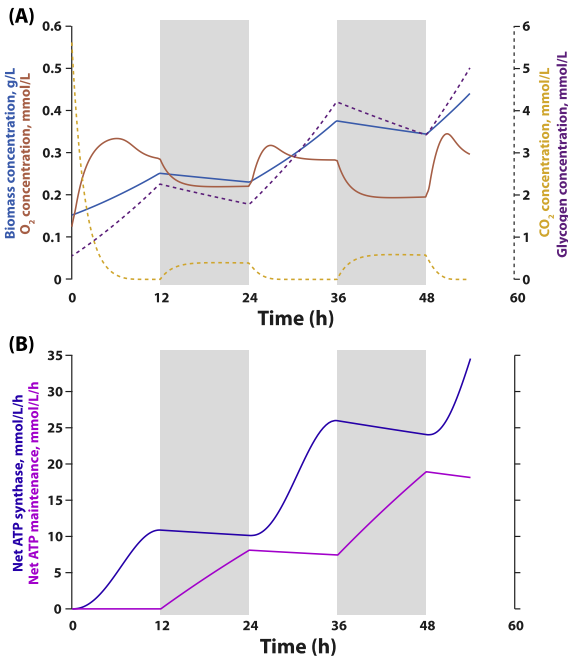 (A)
Biomass concentration, g/L
O2 concentration, mmol/L
0.6
0.5
0.4
0.3
0.2
0.1
0
6
5
4
3
2
1
0
CO2 concentration, mmol/L
Glycogen concentration, mmol/L
0 12 24 36 48 60
Time (h)
(B)
Net ATP synthase, mmol/L/h
Net ATP maintenance, mmol/L/h
35
30
25
20
15
10
5
0
0 12 24 36 48 60
Time (h)